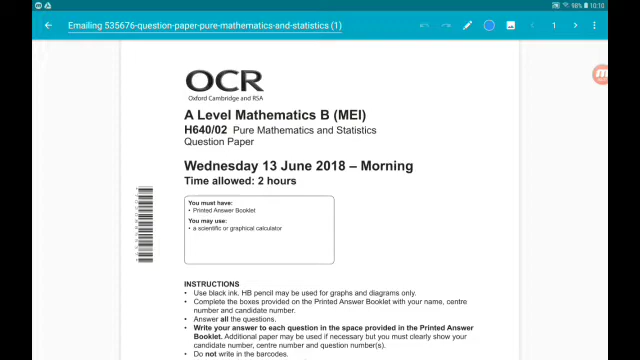 98% 10:10
Emailing 535676-question-paper-pure-mathematics-and-statistics (1)
1
OCR
Oxford Cambridge and RSA
A Level Mathematics B (MEI)
H640/02 Pure Mathematics and Statistics
Question Paper
Wednesday 13 June 2018 – Morning
Time allowed: 2 hours
You must have:
• Printed Answer Booklet
You may use:
• a scientific or graphical calculator
INSTRUCTIONS
• Use black ink. HB pencil may be used for graphs and diagrams only.
• Complete the boxes provided on the Printed Answer Booklet with your name, centre
number and candidate number.
• Answer all the questions.
• Write your answer to each question in the space provided in the Printed Answer
Booklet. Additional paper may be used if necessary but you must clearly show your
candidate number, centre number and question number(s).
• Do not write in the barcodes.